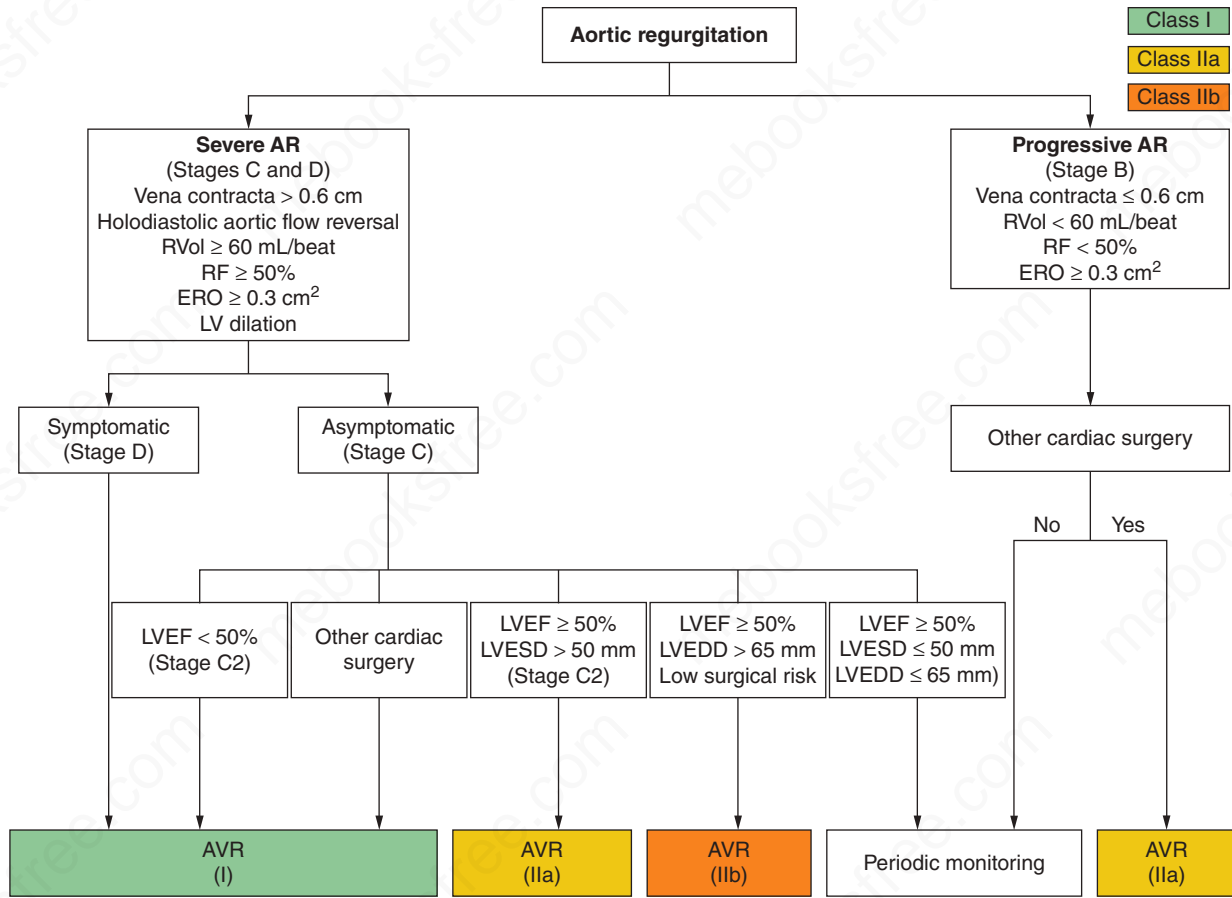 Aortic regurgitation
Class I
Class IIa
Class IIb
Severe AR
(Stages C and D)
Vena contracta > 0.6 cm
Holodiastolic aortic flow reversal
RVol ≥ 60 mL/beat
RF ≥ 50%
ERO ≥ 0.3 cm²
LV dilation
Progressive AR
(Stage B)
Vena contracta ≤ 0.6 cm
RVol < 60 mL/beat
RF < 50%
ERO ≥ 0.3 cm²
Symptomatic
(Stage D)
Asymptomatic
(Stage C)
Other cardiac surgery
No
Yes
LVEF < 50%
(Stage C2)
Other cardiac
surgery
LVEF ≥ 50%
LVESD > 50 mm
(Stage C2)
LVEF ≥ 50%
LVEDD > 65 mm
Low surgical risk
LVEF ≥ 50%
LVESD ≤ 50 mm
LVEDD ≤ 65 mm)
AVR
(I)
AVR
(IIa)
AVR
(IIb)
Periodic monitoring
AVR
(IIa)
mebooksfree.com